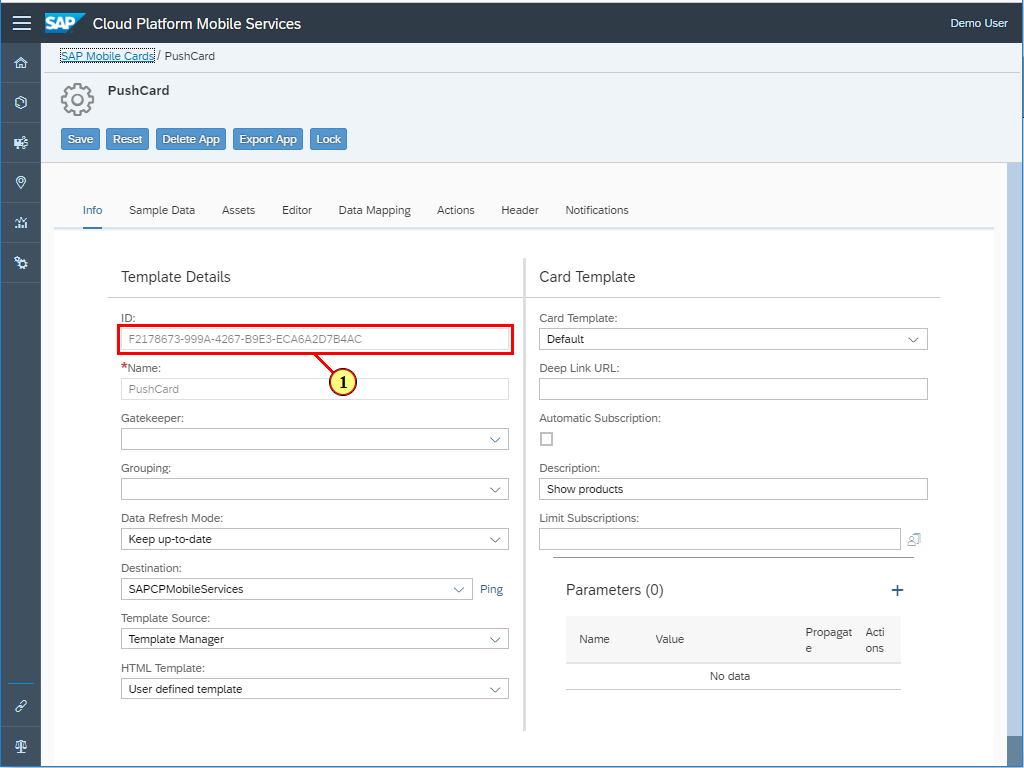 SAP Cloud Platform Mobile Services
Demo User
SAP Mobile Cards / PushCard
PushCard
Save Reset Delete App Export App Lock
Info Sample Data Assets Editor Data Mapping Actions Header Notifications
Template Details
ID:
F2178673-999A-4267-B9E3-ECA6A2D7B4AC
1
*Name:
PushCard
Gatekeeper:
Grouping:
Data Refresh Mode:
Keep up-to-date
Destination:
SAPCPMobileServices Ping
Template Source:
Template Manager
HTML Template:
User defined template
Card Template
Card Template:
Default
Deep Link URL:
Automatic Subscription:
Description:
Show products
Limit Subscriptions:
Parameters (0) +
Name Value Propagat Acti
e ons
No data